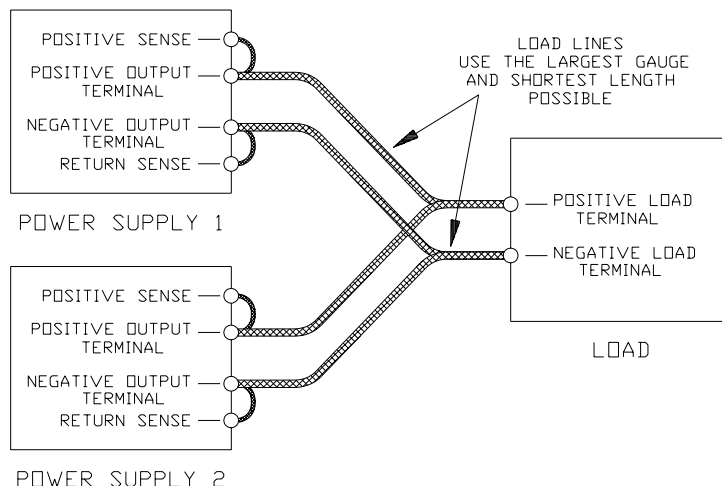 POSITIVE SENSE
POSITIVE OUTPUT
TERMINAL
NEGATIVE OUTPUT
TERMINAL
RETURN SENSE
POWER SUPPLY 1
LOAD LINES
USE THE LARGEST GAUGE
AND SHORTEST LENGTH
POSSIBLE
POSITIVE LOAD
TERMINAL
NEGATIVE LOAD
TERMINAL
LOAD
POSITIVE SENSE
POSITIVE OUTPUT
TERMINAL
NEGATIVE OUTPUT
TERMINAL
RETURN SENSE
POWER SUPPLY 2